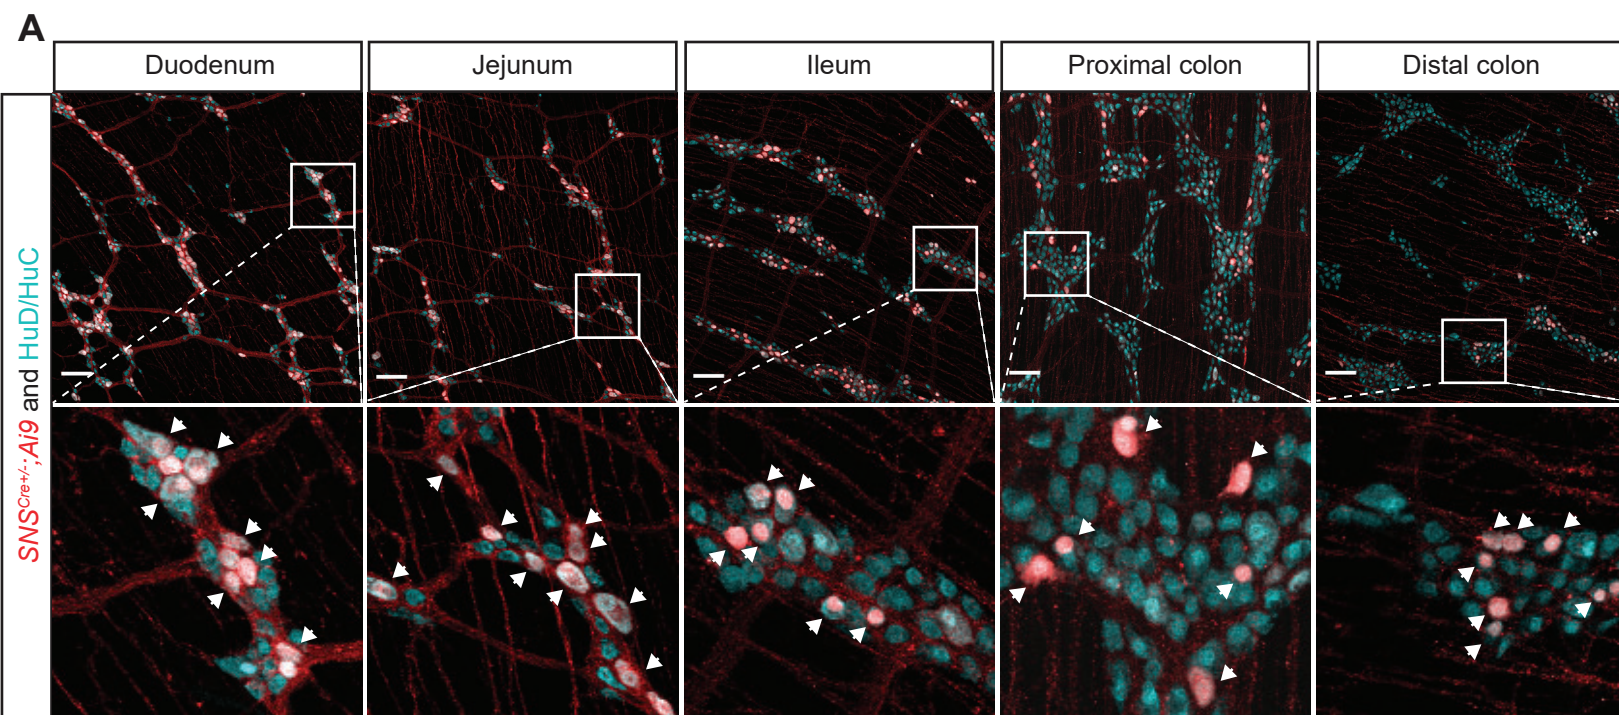 A
Duodenum
Jejunum
Ileum
Proximal colon
Distal colon
SNSCre+/-;Ai9 and HuD/HuC